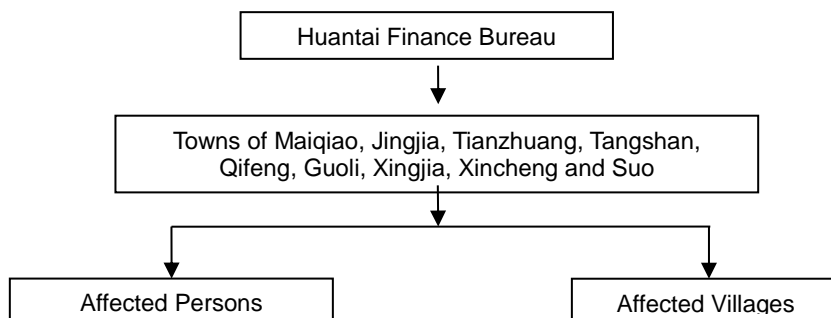 Huantai Finance Bureau
Towns of Maiqiao, Jingjia, Tianzhuang, Tangshan,
Qifeng, Guoli, Xingjia, Xincheng and Suo
Affected Persons
Affected Villages